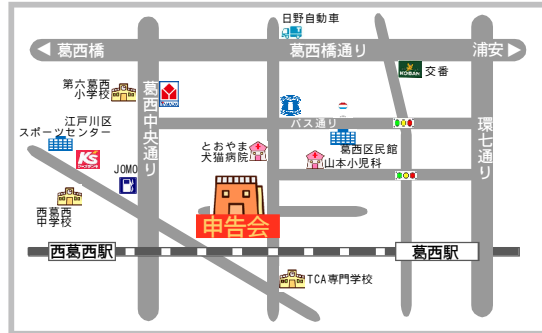 日野自動車
葛西橋
葛西橋通り
浦安
KOBAN
交番
第六葛西
小学校
葛西中央通り
江戸川区
スポーツセンター
バス通り
環七通り
とおやま
犬猫病院
葛西区民館
山本小児科
K's
JOMO
西葛西
中学校
申告会
西葛西駅
葛西駅
TCA専門学校